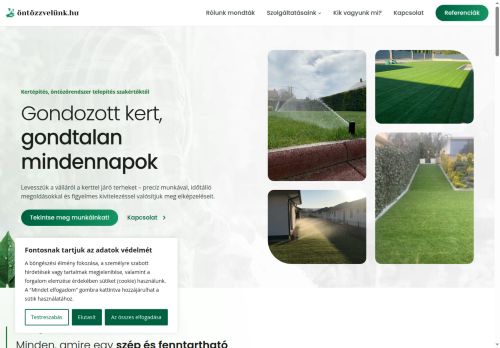 öntözzvelünk.hu
Rólunk mondták
Szolgáltatásaink
Kik vagyunk mi?
Kapcsolat
Referenciák
Kertépítés, öntözőrendszer telepítés szakértőktől
Gondozott kert,
gondtalan
mindennapok
Levesszük a válláról a kerttel járó terheket – precíz munkával, időtálló
megoldásokkal és figyelmes kivitelezéssel valósítjuk meg elképzeléseit.
Tekintse meg munkáinkat!
Kapcsolat
Fontosnak tartjuk az adatok védelmét
A böngészési élmény fokozása, a személyre szabott
hirdetések vagy tartalmak megjelenítése, valamint a
forgalom elemzése érdekében sütiket (cookie) használunk.
A "Mindet elfogadom" gombra kattintva hozzájárulhat a
sütik használatához.
Testreszabás
Elutasít
Az összes elfogadása
Minden, amire egy szép és fenntartható